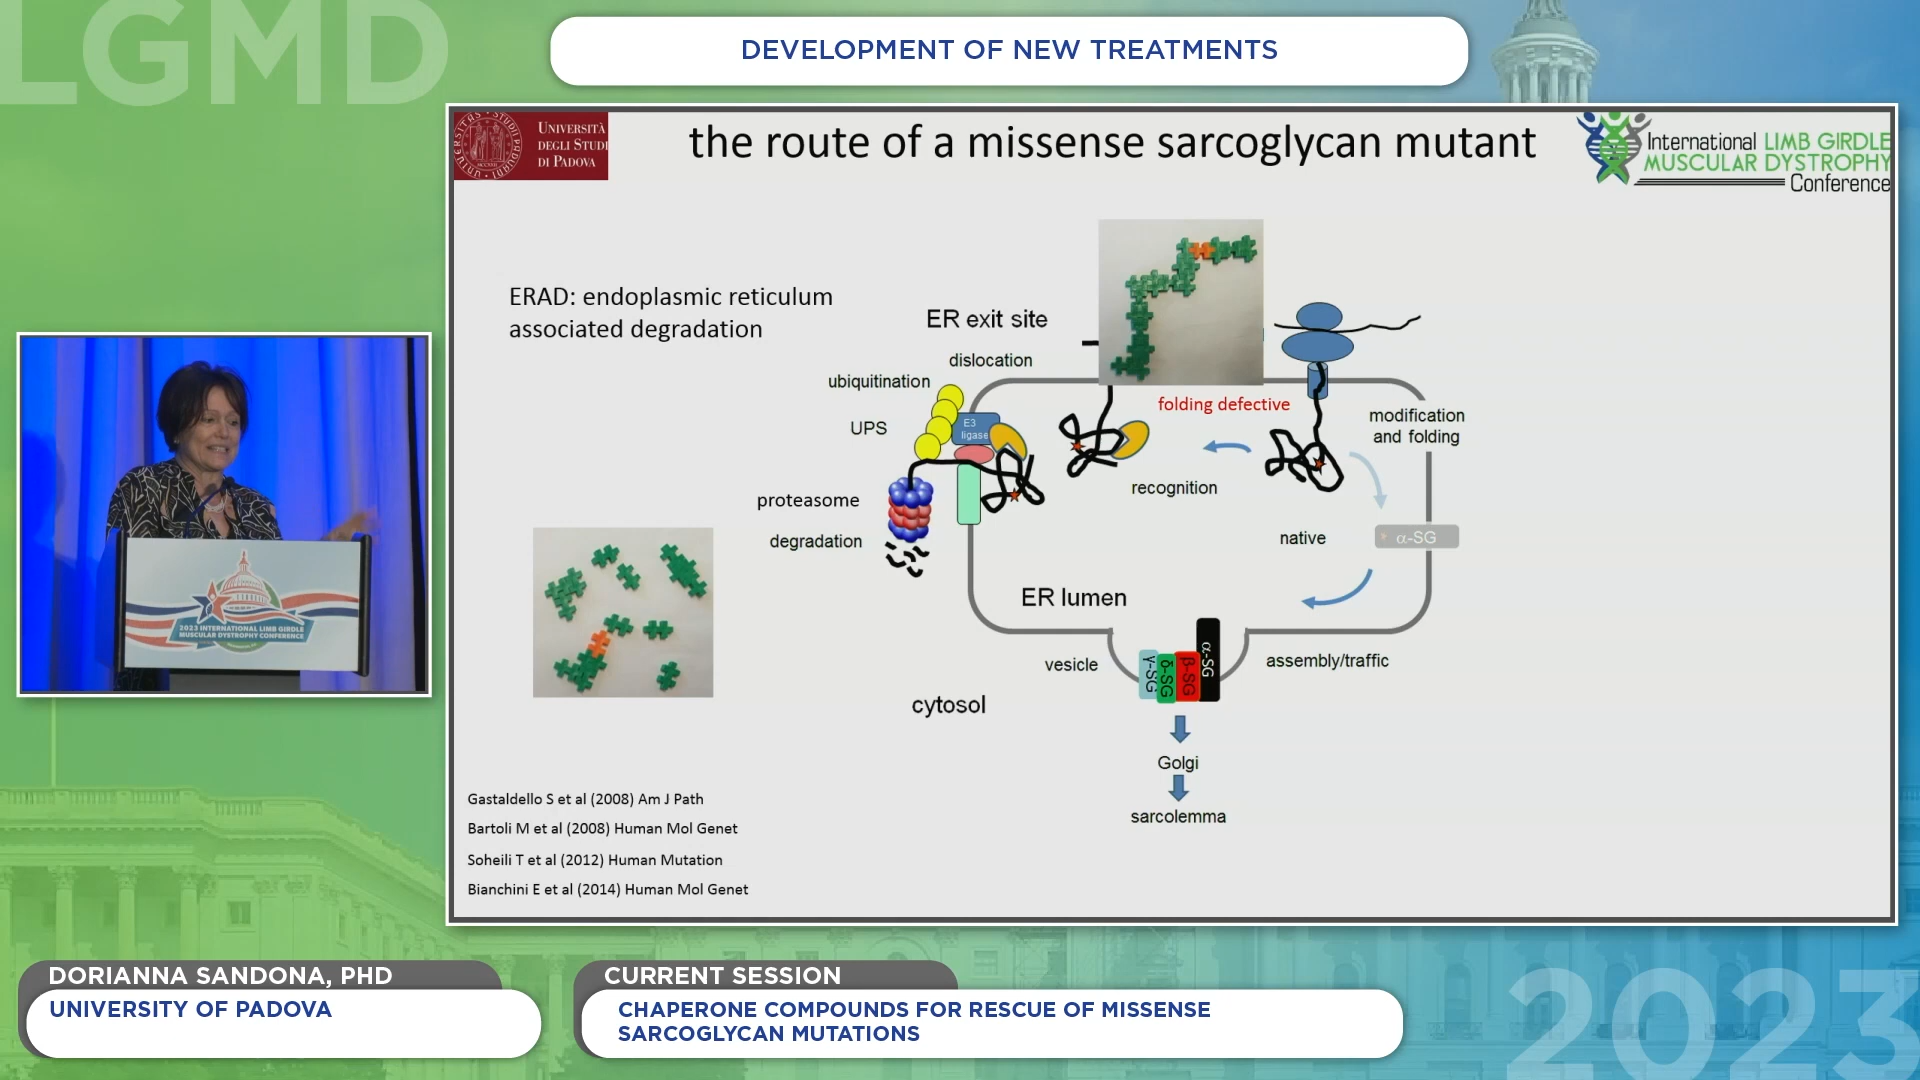 LGMD
DEVELOPMENT OF NEW TREATMENTS
UNIVERSITÀ
DEGLI STUDI
DI PADOVA
the route of a missense sarcoglycan mutant
International LIMB GIRDLE
MUSCULAR DYSTROPHY
Conference
ERAD: endoplasmic reticulum
associated degradation
ER exit site
dislocation
ubiquitination
UPS
E3
ligase
folding defective
modification
and folding
recognition
proteasome
degradation
native
α-SG
ER lumen
vesicle
γ-SG
δ-SG
β-SG
α-SG
assembly/traffic
cytosol
Golgi
sarcolemma
Gastaldello S et al (2008) Am J Path
Bartoli M et al (2008) Human Mol Genet
Soheili T et al (2012) Human Mutation
Bianchini E et al (2014) Human Mol Genet
2023 INTERNATIONAL LIMB GIRDLE
MUSCULAR DYSTROPHY CONFERENCE
DORIANNA SANDONA, PHD
UNIVERSITY OF PADOVA
CURRENT SESSION
CHAPERONE COMPOUNDS FOR RESCUE OF MISSENSE
SARCOGLYCAN MUTATIONS
2023